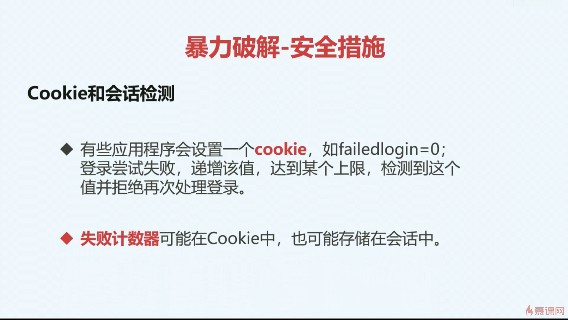 暴力破解-安全措施
Cookie和会话检测
◆ 有些应用程序会设置一个cookie，如failedlogin=0；
登录尝试失败，递增该值，达到某个上限，检测到这个
值并拒绝再次处理登录。
◆ 失败计数器可能在Cookie中，也可能存储在会话中。
慕课网